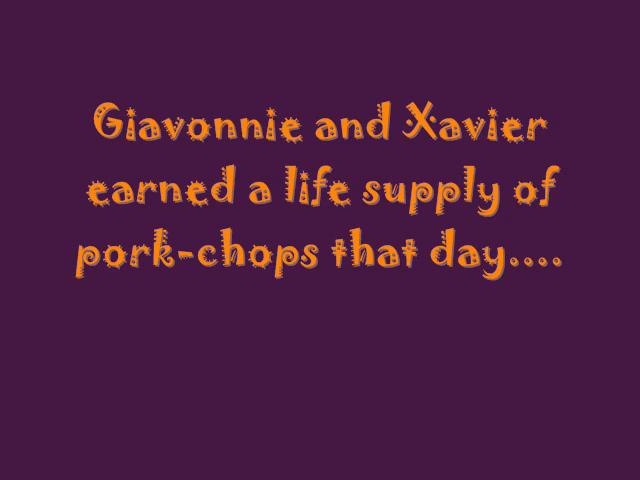 Giavonnie and Xavier
earned a life supply of
pork-chops that day....